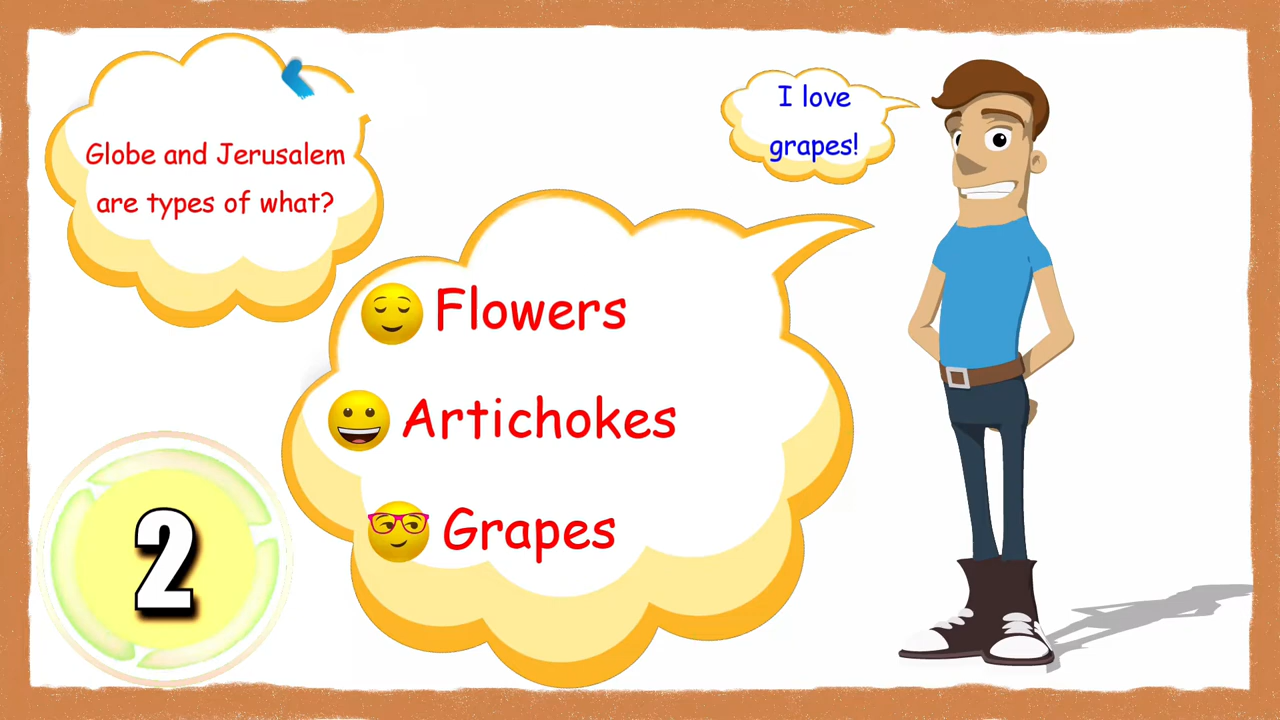 Globe and Jerusalem
are types of what?
I love
grapes!
Flowers
Artichokes
Grapes
2